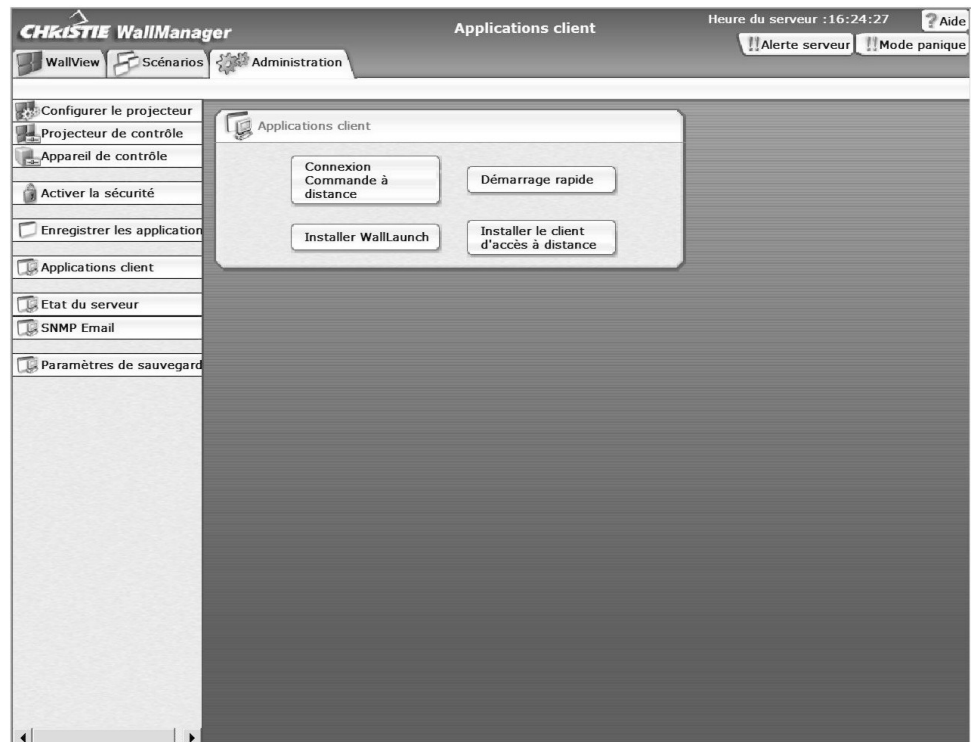 CHRISTIE WallManager
Applications client
Heure du serveur :16:24:27
?Aide
!!Alerte serveur
!!Mode panique
WallView
Scénarios
Administration
Configurer le projecteur
Projecteur de contrôle
Appareil de contrôle
Activer la sécurité
Enregistrer les application
Applications client
Etat du serveur
SNMP Email
Paramètres de sauvegard
Applications client
Connexion
Commande à
distance
Démarrage rapide
Installer WallLaunch
Installer le client
d'accès à distance